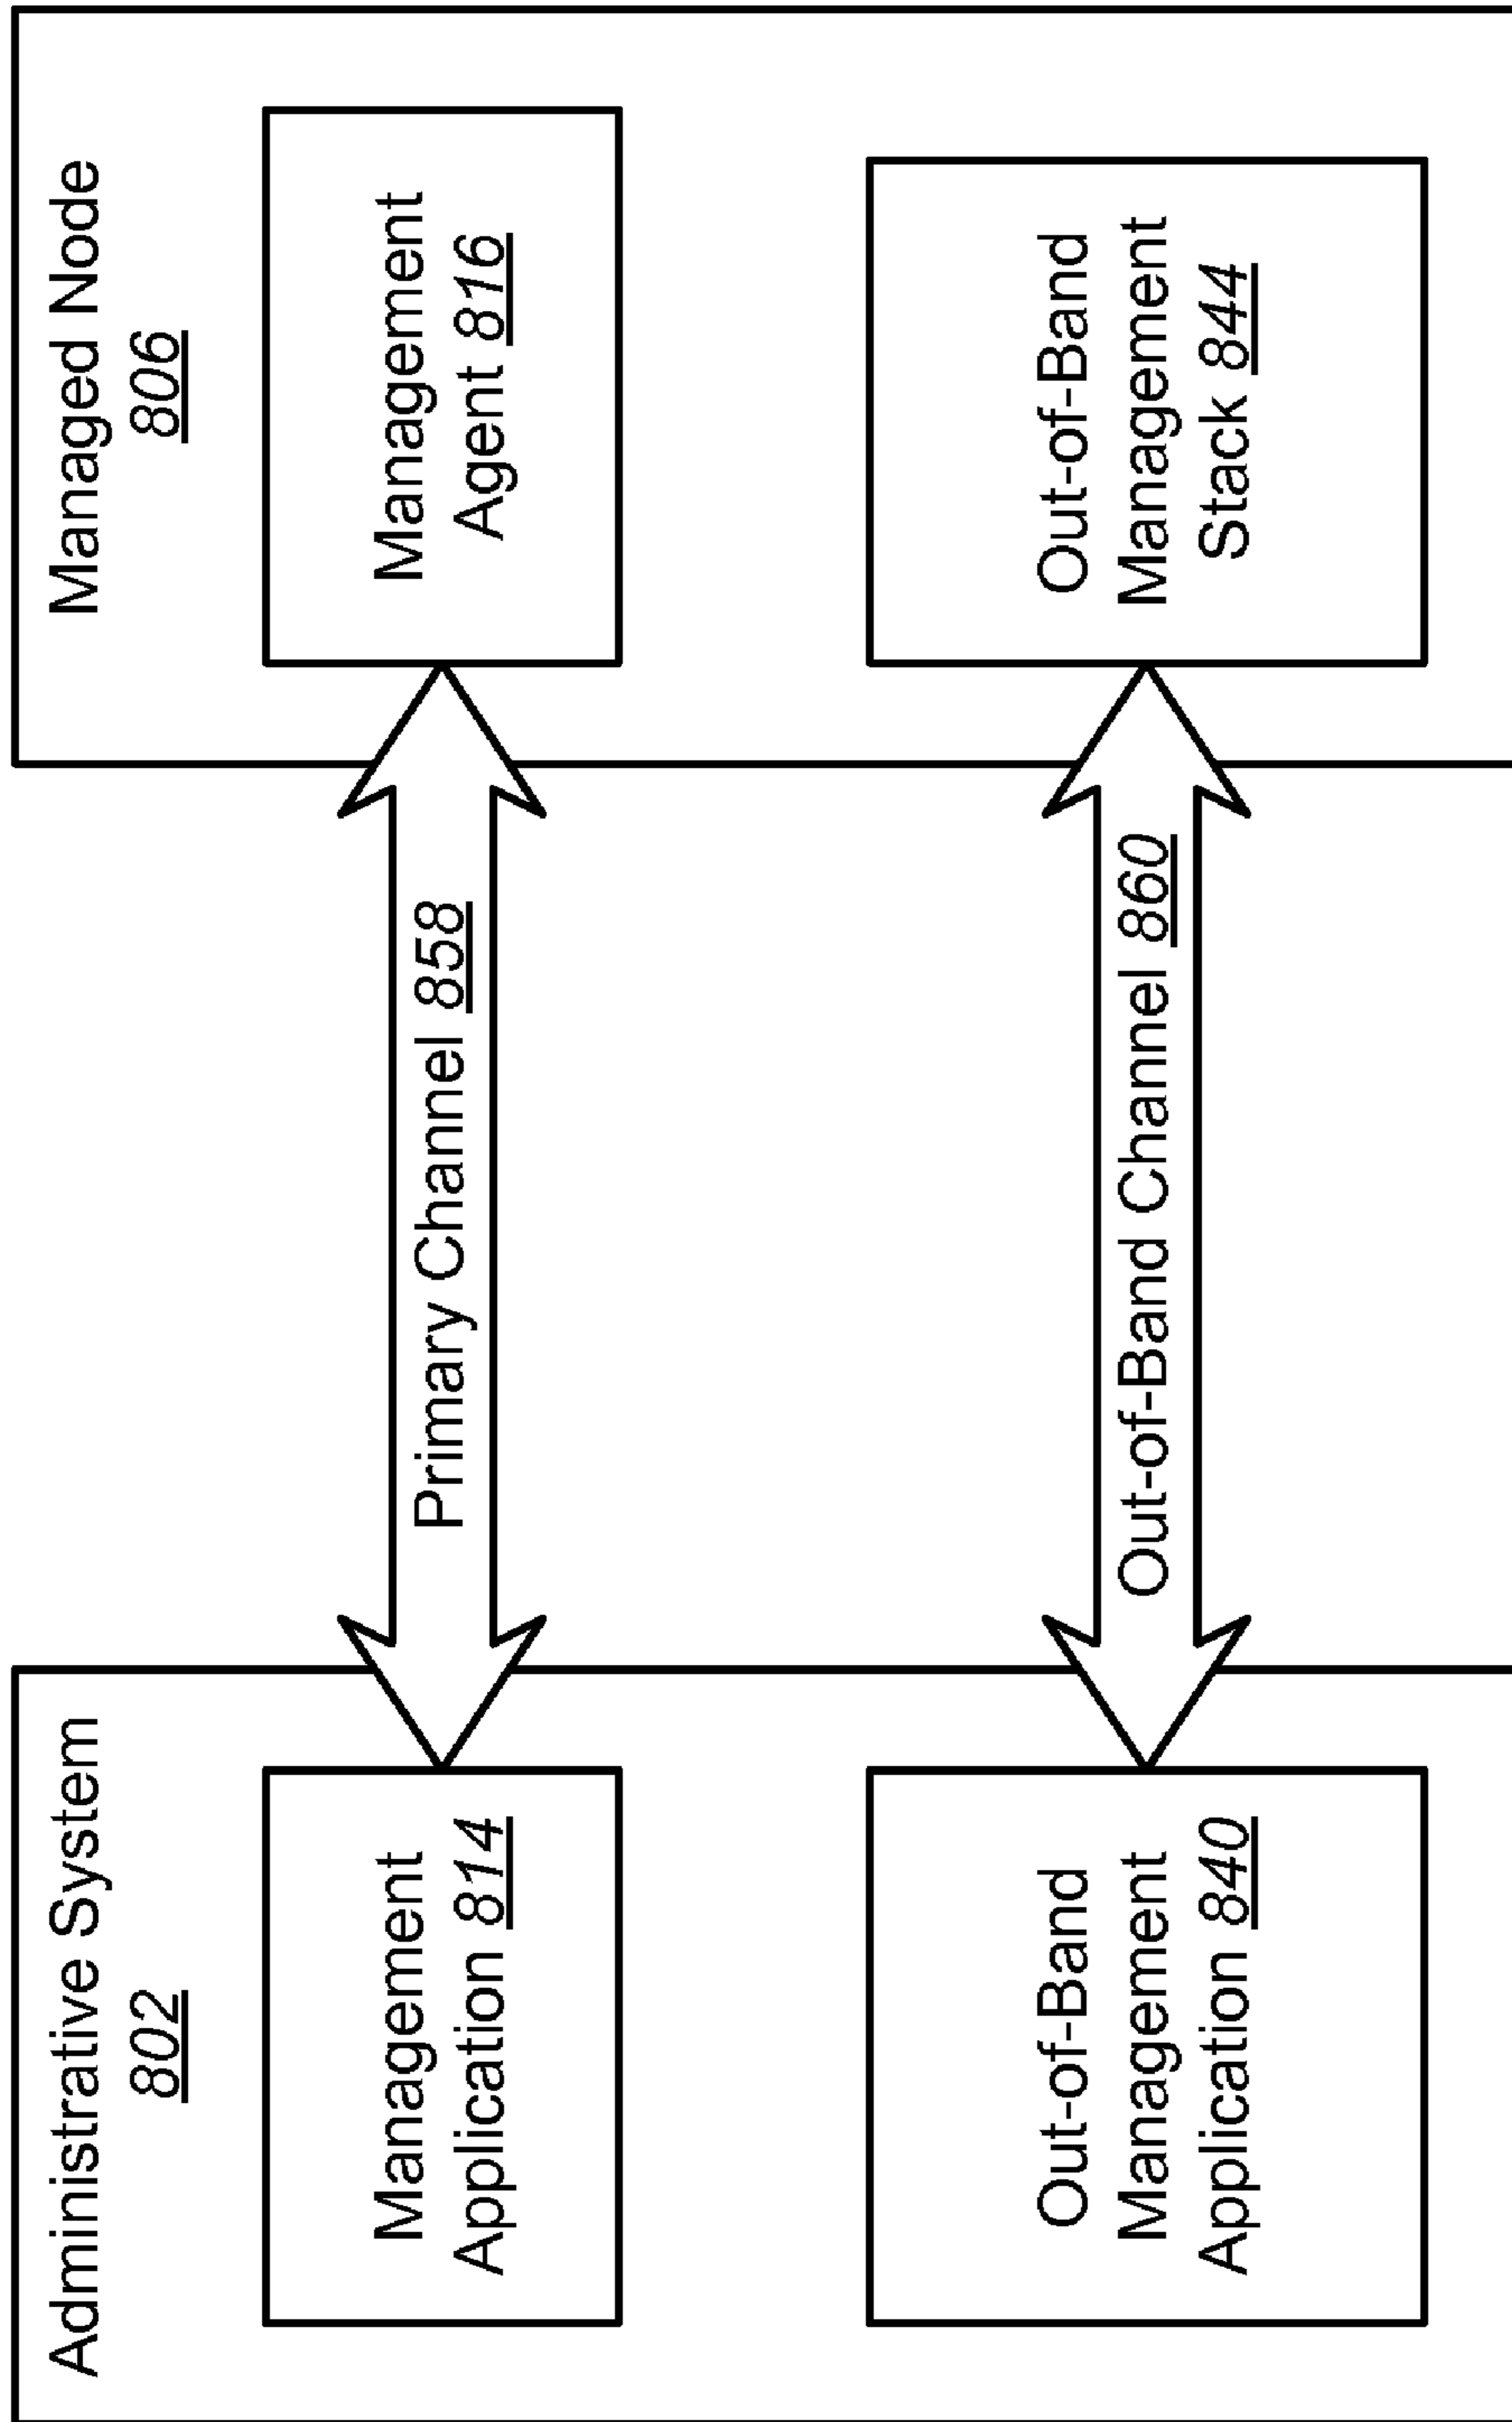 Administrative System
802
Management
Application 814
Out-of-Band
Management
Application 840
Primary Channel 858
Out-of-Band Channel 860
Managed Node
806
Management
Agent 816
Out-of-Band
Management
Stack 844